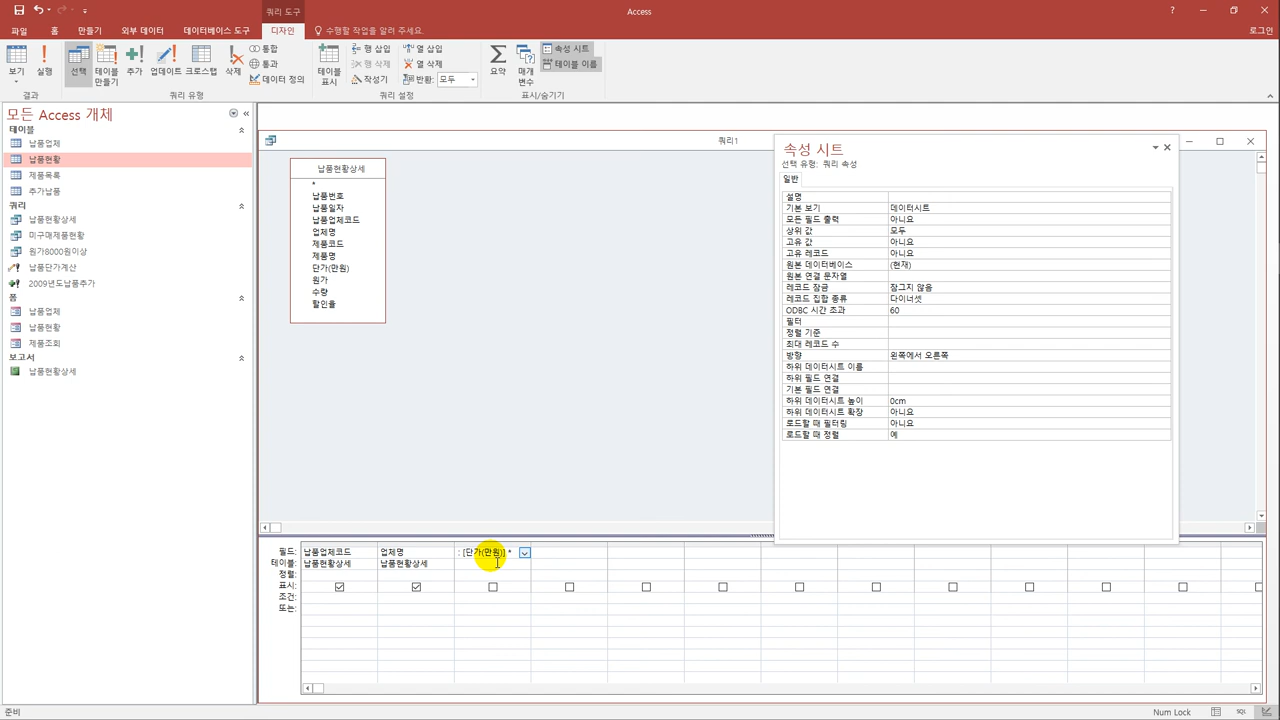 쿼리 도구
Access
로그인
파일 홈 만들기 외부 데이터 데이터베이스 도구 디자인 수행할 작업을 알려 주세요.
보기 실행 선택 테이블 만들기 추가 업데이트 크로스탭 삭제 통합 통과 데이터 정의 테이블 표시 행 삽입 행 삭제 작성기 열 삽입 열 삭제 반환: 모두 요약 매개 변수 속성 시트 테이블 이름
결과 쿼리 유형 쿼리 설정 표시/숨기기
모든 Access 개체
테이블
납품업체
납품현황
제품목록
추가납품
쿼리
납품현황상세
미구매제품현황
원가8000원이상
납품단가계산
2009년도납품추가
폼
납품업체
납품현황
제품조회
보고서
납품현황상세
쿼리1
납품현황상세
*
납품번호
납품일자
납품업체코드
업체명
제품코드
제품명
단가(만원)
원가
수량
할인율
속성 시트
선택 유형: 쿼리 속성
일반
설명
기본 보기 데이터시트
모든 필드 출력 아니요
상위 값 모두
고유 값 아니요
고유 레코드 아니요
원본 데이터베이스 (현재)
원본 연결 문자열
레코드 잠금 잠그지 않음
레코드 집합 종류 다이너셋
ODBC 시간 초과 60
필터
정렬 기준
최대 레코드 수
방향 왼쪽에서 오른쪽
하위 데이터시트 이름
하위 필드 연결
기본 필드 연결
하위 데이터시트 높이 0cm
하위 데이터시트 확장 아니요
로드할 때 필터링 아니요
로드할 때 정렬 예
필드: 납품업체코드 업체명 : [단가(만원)] *
테이블: 납품현황상세 납품현황상세
정렬:
표시:
조건:
또는:
준비
Num Lock
SQL